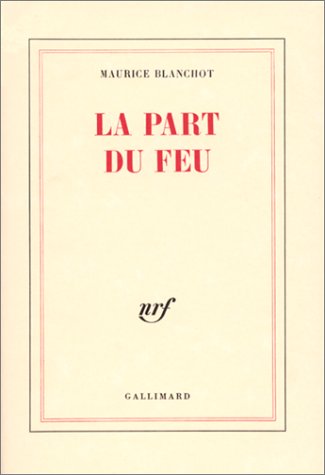 MAURICE BLANCHOT
LA PART
DU FEU
nrf
GALLIMARD